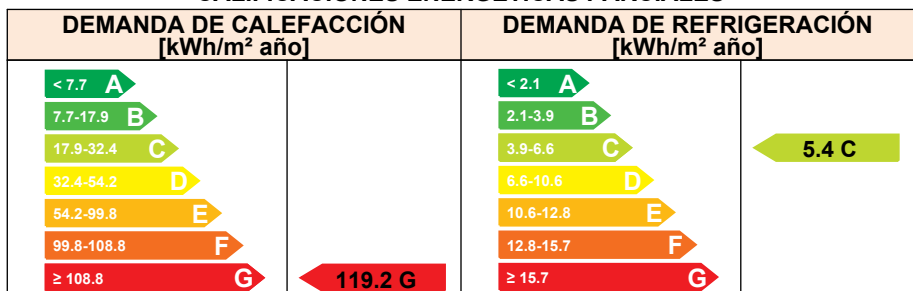 DEMANDA DE CALEFACCIÓN
[kWh/m² año]
< 7.7 A
7.7-17.9 B
17.9-32.4 C
32.4-54.2 D
54.2-99.8 E
99.8-108.8 F
≥ 108.8 G
119.2 G
DEMANDA DE REFRIGERACIÓN
[kWh/m² año]
< 2.1 A
2.1-3.9 B
3.9-6.6 C
6.6-10.6 D
10.6-12.8 E
12.8-15.7 F
≥ 15.7 G
5.4 C